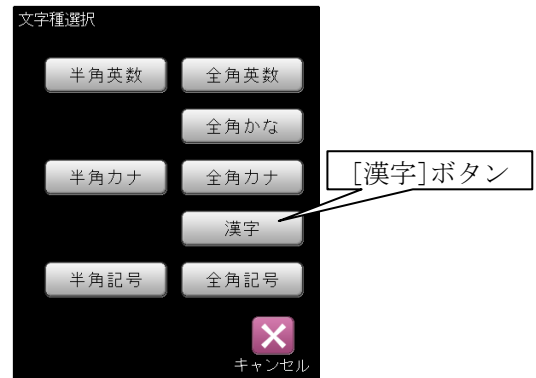 文字種選択
半角英数 全角英数
全角かな
半角カナ 全角カナ
[漢字]ボタン
漢字
半角記号 全角記号
キャンセル